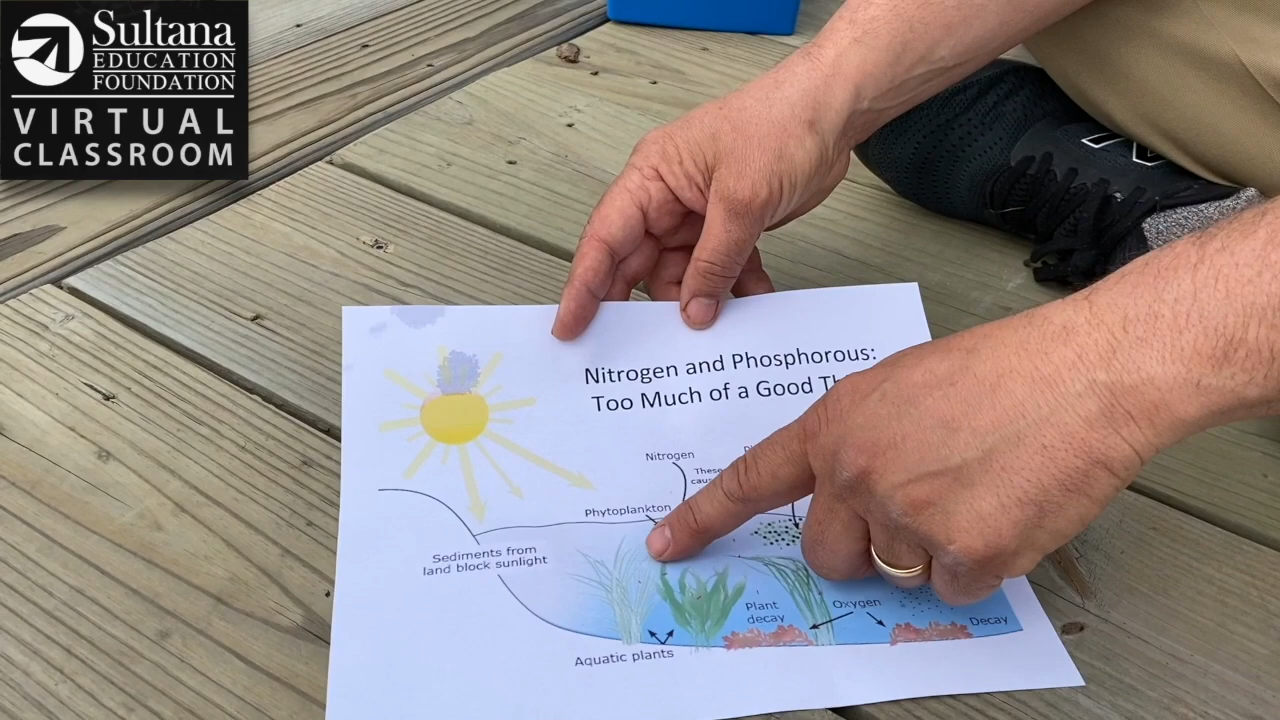 Sultana
EDUCATION
FOUNDATION
VIRTUAL
CLASSROOM
Nitrogen and Phosphorous:
Too Much of a Good
Nitrogen
These
Phytoplankton
Sediments from
land block sunlight
Plant
decay
Oxygen
Decay
Aquatic plants